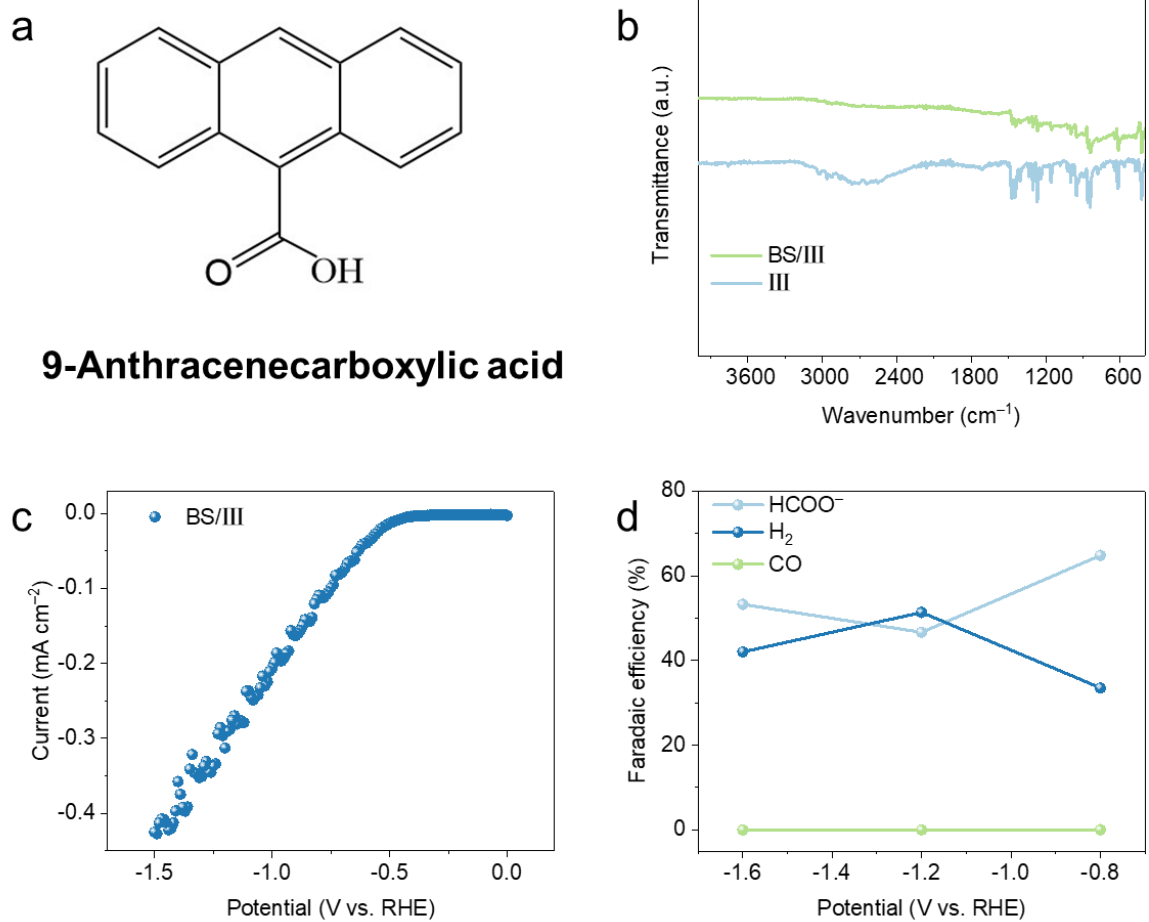 a
O
OH
9-Anthracenecarboxylic acid
b
Transmittance (a.u.)
BS/III
III
3600 3000 2400 1800 1200 600
Wavenumber (cm⁻¹)
c
BS/III
Current (mA cm⁻²)
0.0
-0.1
-0.2
-0.3
-0.4
-1.5 -1.0 -0.5 0.0
Potential (V vs. RHE)
d
HCOO⁻
H₂
CO
Faradaic efficiency (%)
80
60
40
20
0
-1.6 -1.4 -1.2 -1.0 -0.8
Potential (V vs. RHE)